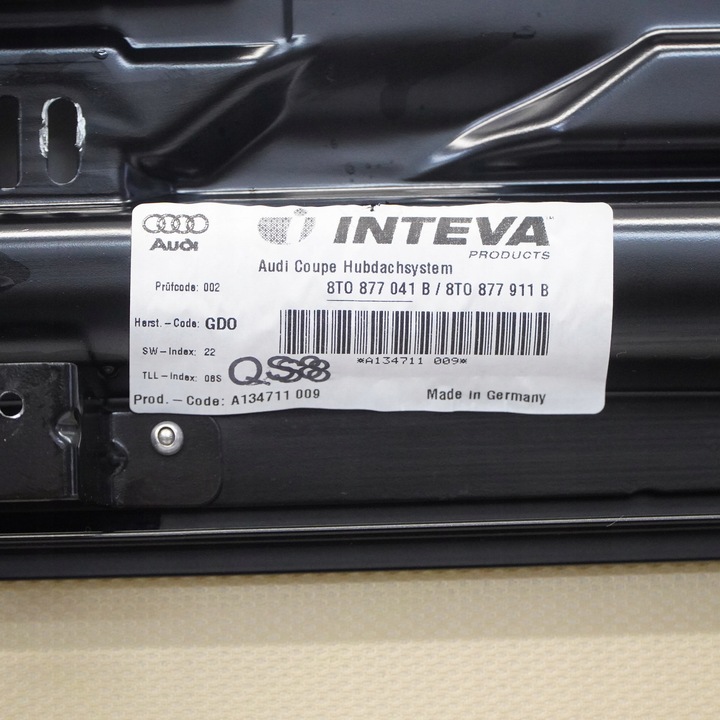 Audi
INTEVA
PRODUCTS
Audi Coupe Hubdachsystem
Prüfcode: 002
8T0 877 041 B / 8T0 877 911 B
Herst.-Code: GDO
SW-Index: 22
*A134711 009*
TLL-Index: 08S
QS8
Prod.-Code: A134711 009
Made in Germany